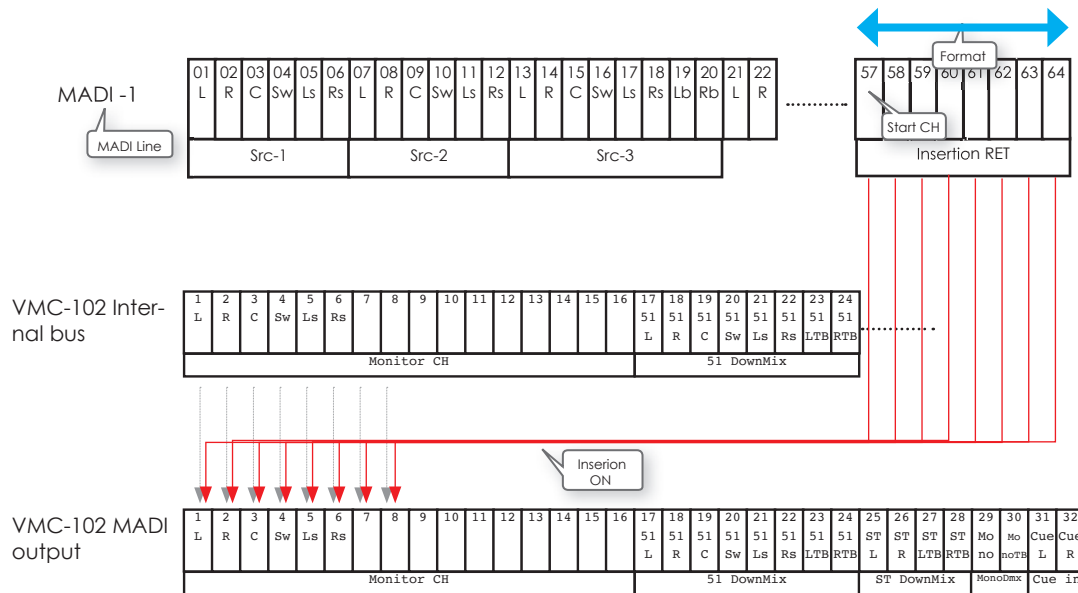 Format
01 02 03 04 05 06 07 08 09 10 11 12 13 14 15 16 17 18 19 20 21 22 57 58 59 60 61 62 63 64
MADI -1
L R C Sw Ls Rs L R C Sw Ls Rs L R C Sw Ls Rs Lb Rb L R
Start CH
MADI Line
Src-1 Src-2 Src-3 Insertion RET
VMC-102 Inter-
nal bus
1 2 3 4 5 6 7 8 9 10 11 12 13 14 15 16 17 18 19 20 21 22 23 24
L R C Sw Ls Rs 51 51 51 51 51 51 51 51
L R C Sw Ls Rs LTB RTB
Monitor CH 51 DownMix
Inserion
ON
VMC-102 MADI
output
1 2 3 4 5 6 7 8 9 10 11 12 13 14 15 16 17 18 19 20 21 22 23 24 25 26 27 28 29 30 31 32
L R C Sw Ls Rs 51 51 51 51 51 51 51 51 ST ST ST ST Mo Mo Cue Cue
L R C Sw Ls Rs LTB RTB L R LTB RTB no noTB L R
Monitor CH 51 DownMix ST DownMix MonoDmx Cue in